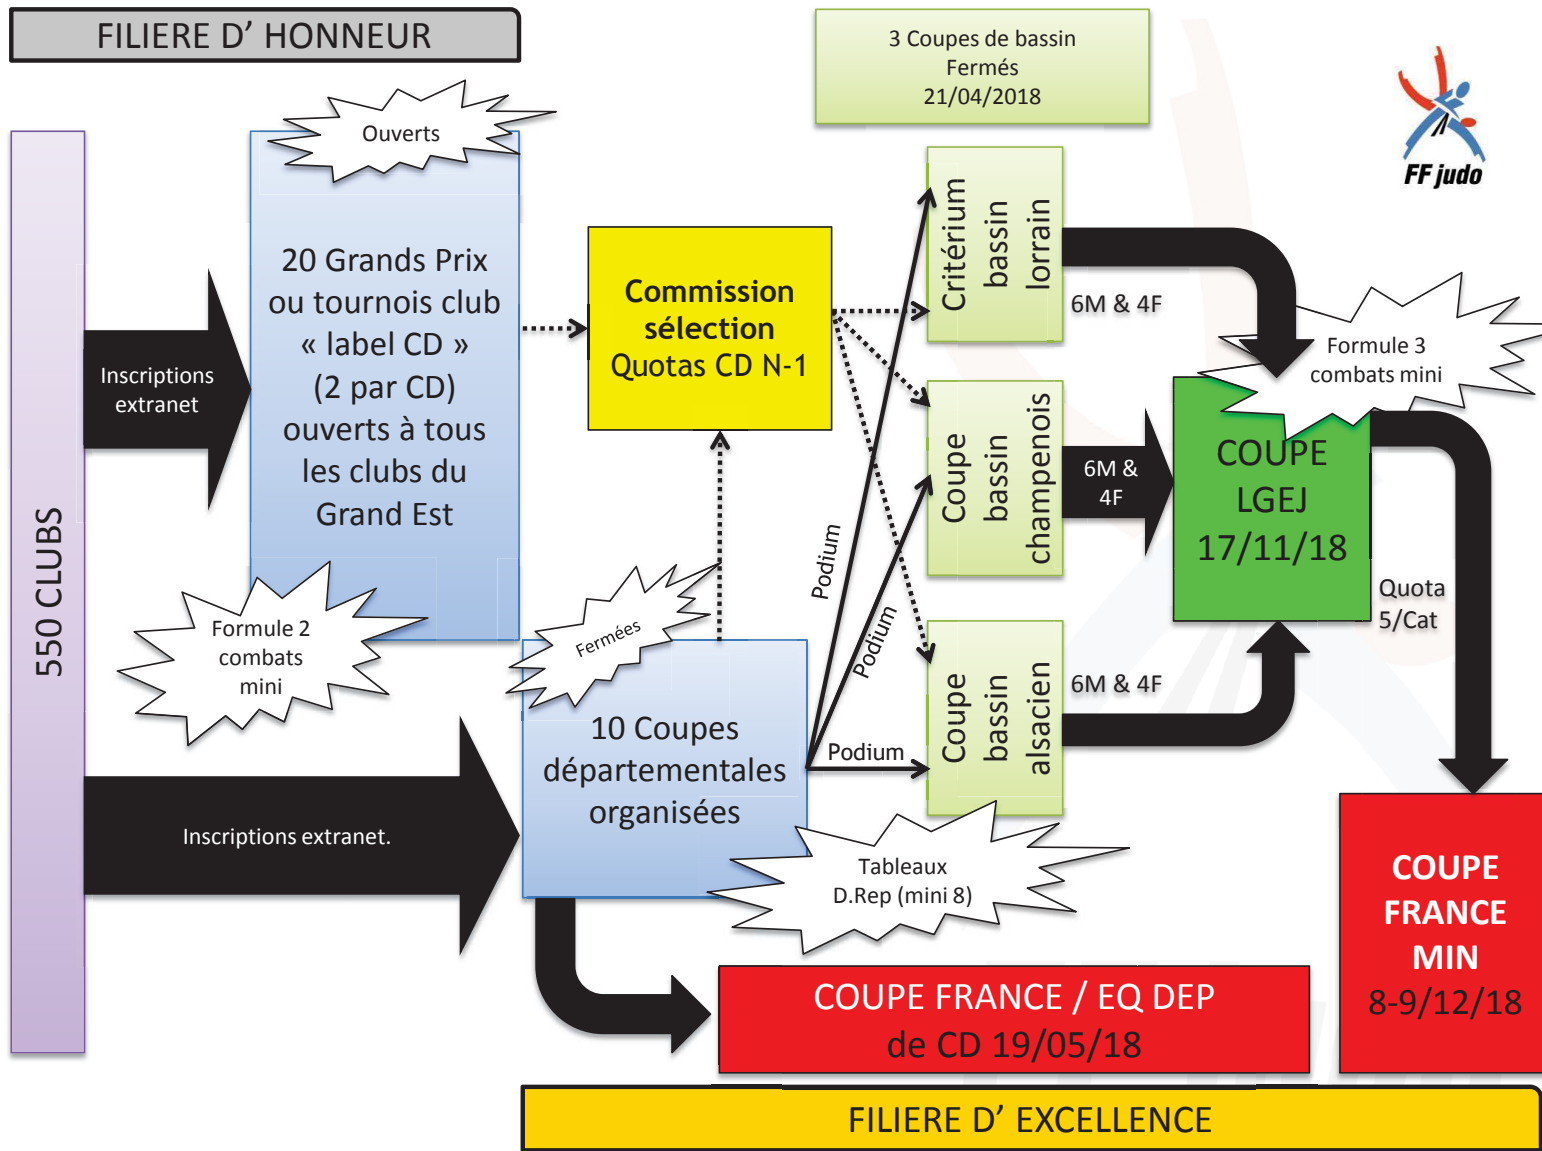 FILIERE D’ HONNEUR
3 Coupes de bassin
Fermés
21/04/2018
FF judo
550 CLUBS
Inscriptions
extranet
Ouverts
20 Grands Prix
ou tournois club
« label CD »
(2 par CD)
ouverts à tous
les clubs du
Grand Est
Formule 2
combats
mini
Commission
sélection
Quotas CD N-1
Critérium
bassin
lorrain
6M & 4F
Coupe
bassin
champenois
6M &
4F
Coupe
bassin
alsacien
6M & 4F
Formule 3
combats mini
COUPE
LGEJ
17/11/18
Quota
5/Cat
Podium
Podium
Podium
Fermées
10 Coupes
départementales
organisées
Inscriptions extranet.
Tableaux
D.Rep (mini 8)
COUPE
FRANCE
MIN
8-9/12/18
COUPE FRANCE / EQ DEP
de CD 19/05/18
FILIERE D’ EXCELLENCE